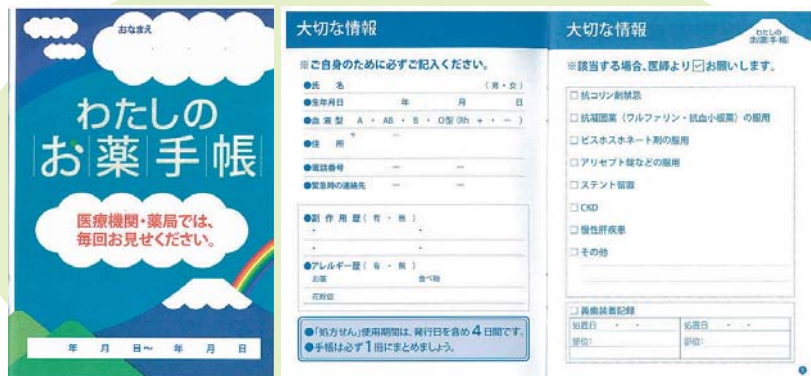 おなまえ
わたしの
お薬手帳
医療機関・薬局では、
毎回お見せください。
年 月 日～ 年 月 日
大切な情報
※ご自身のために必ずご記入ください。
●氏 名 （男・女）
●生年月日 年 月 日
●血液型 A ・ AB ・ B ・ O型(Rh ＋ ・ －)
〒 －
●住 所
●電話番号 － －
●緊急時の連絡先 － －
●副作用歴（有 ・ 無）
・ ・
・ ・
●アレルギー歴（有 ・ 無）
お薬 食べ物
花粉症
●「処方せん」使用期間は、発行日を含め4日間です。
●手帳は必ず1冊にまとめましょう。
大切な情報
わたしの
お薬手帳
※該当する場合、医師より☑お願いします。
□抗コリン剤禁忌
□抗凝固薬（ワルファリン・抗血小板薬）の服用
□ビスホスホネート剤の服用
□アリセプト錠などの服用
□ステント留置
□CKD
□慢性肝疾患
□その他
□義歯装着記録
処置日 ・ ・ 処置日 ・ ・
部位： 部位：